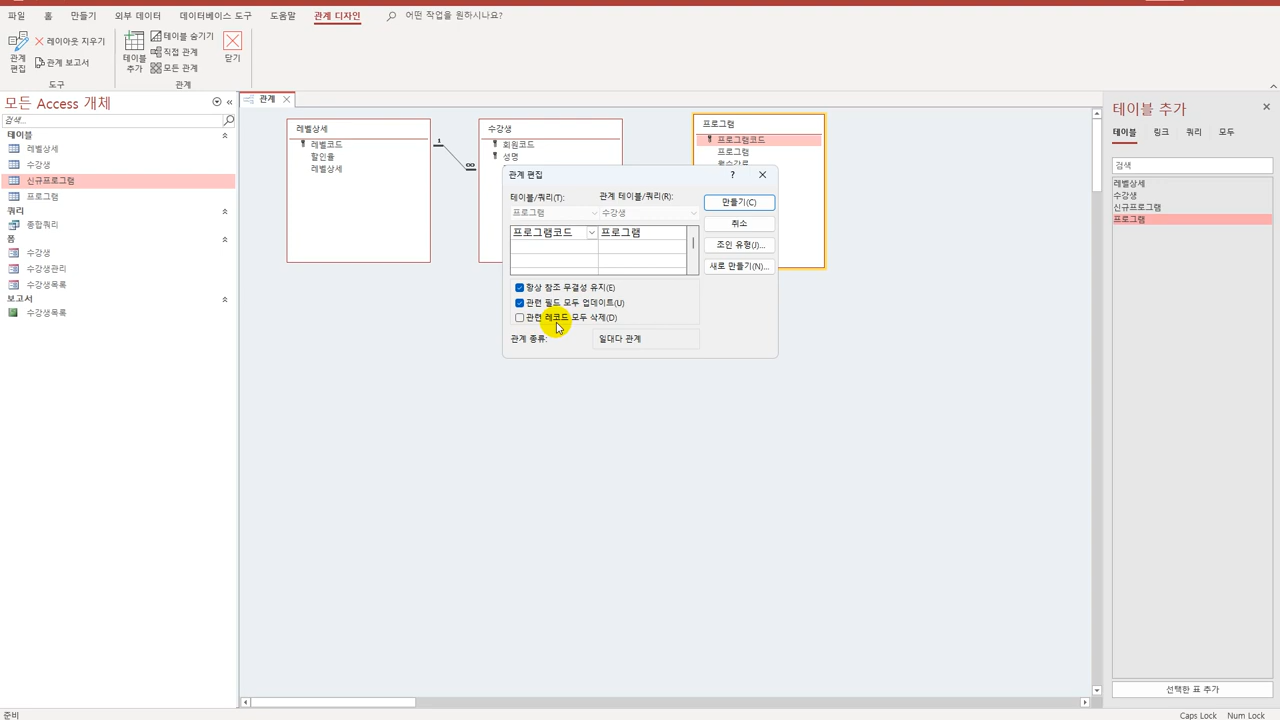 파일 홈 만들기 외부 데이터 데이터베이스 도구 도움말 관계 디자인 어떤 작업을 원하시나요?
관계 편집
레이아웃 지우기
관계 보고서
도구
테이블 추가
테이블 숨기기
직접 관계
모든 관계
관계
닫기
모든 Access 개체
검색...
테이블
레벨상세
수강생
신규프로그램
프로그램
쿼리
종합쿼리
폼
수강생
수강생관리
수강생목록
보고서
수강생목록
관계
레벨상세
레벨코드
할인율
레벨상세
1
∞
수강생
회원코드
성명
프로그램
프로그램코드
프로그램
월수강료
관계 편집
?
테이블/쿼리(T): 관계 테이블/쿼리(R):
프로그램 수강생
프로그램코드 프로그램
항상 참조 무결성 유지(E)
관련 필드 모두 업데이트(U)
관련 레코드 모두 삭제(D)
관계 종류: 일대다 관계
만들기(C)
취소
조인 유형(J)...
새로 만들기(N)...
테이블 추가
테이블 링크 쿼리 모두
검색
레벨상세
수강생
신규프로그램
프로그램
선택한 표 추가
준비
Caps Lock Num Lock